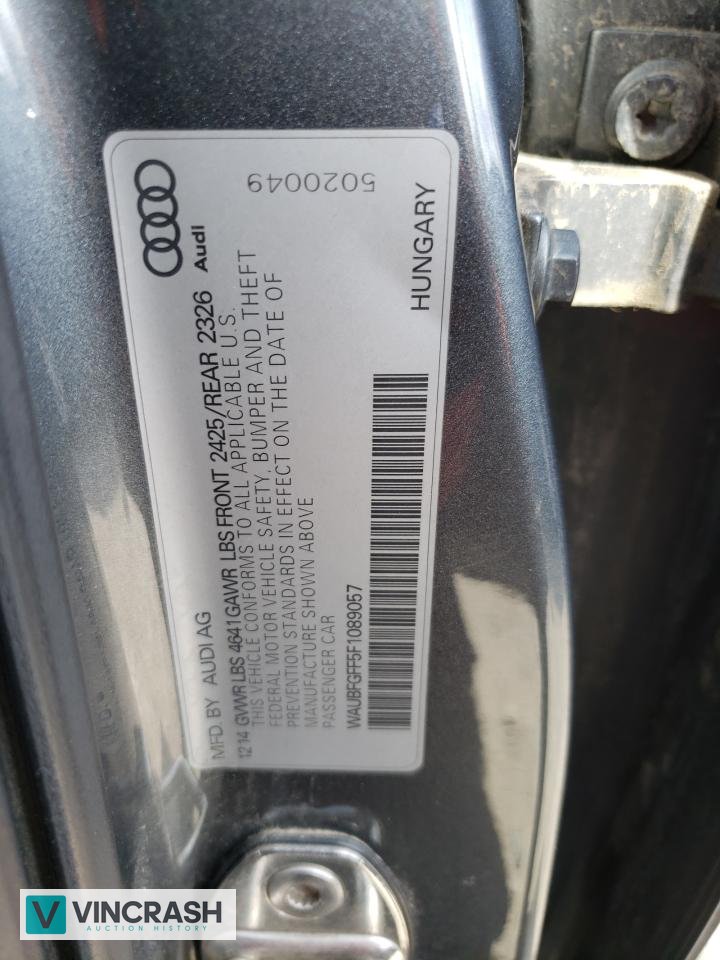 Audi
5020049
MFD. BY AUDI AG
12 14 GVWR LBS 4641 GAWR LBS FRONT 2425/REAR 2326
THIS VEHICLE CONFORMS TO ALL APPLICABLE U.S.
FEDERAL MOTOR VEHICLE SAFETY, BUMPER AND THEFT
PREVENTION STANDARDS IN EFFECT ON THE DATE OF
MANUFACTURE SHOWN ABOVE
PASSENGER CAR
WAUBFGFF5F1089057
HUNGARY
V VINCRASH
AUCTION HISTORY